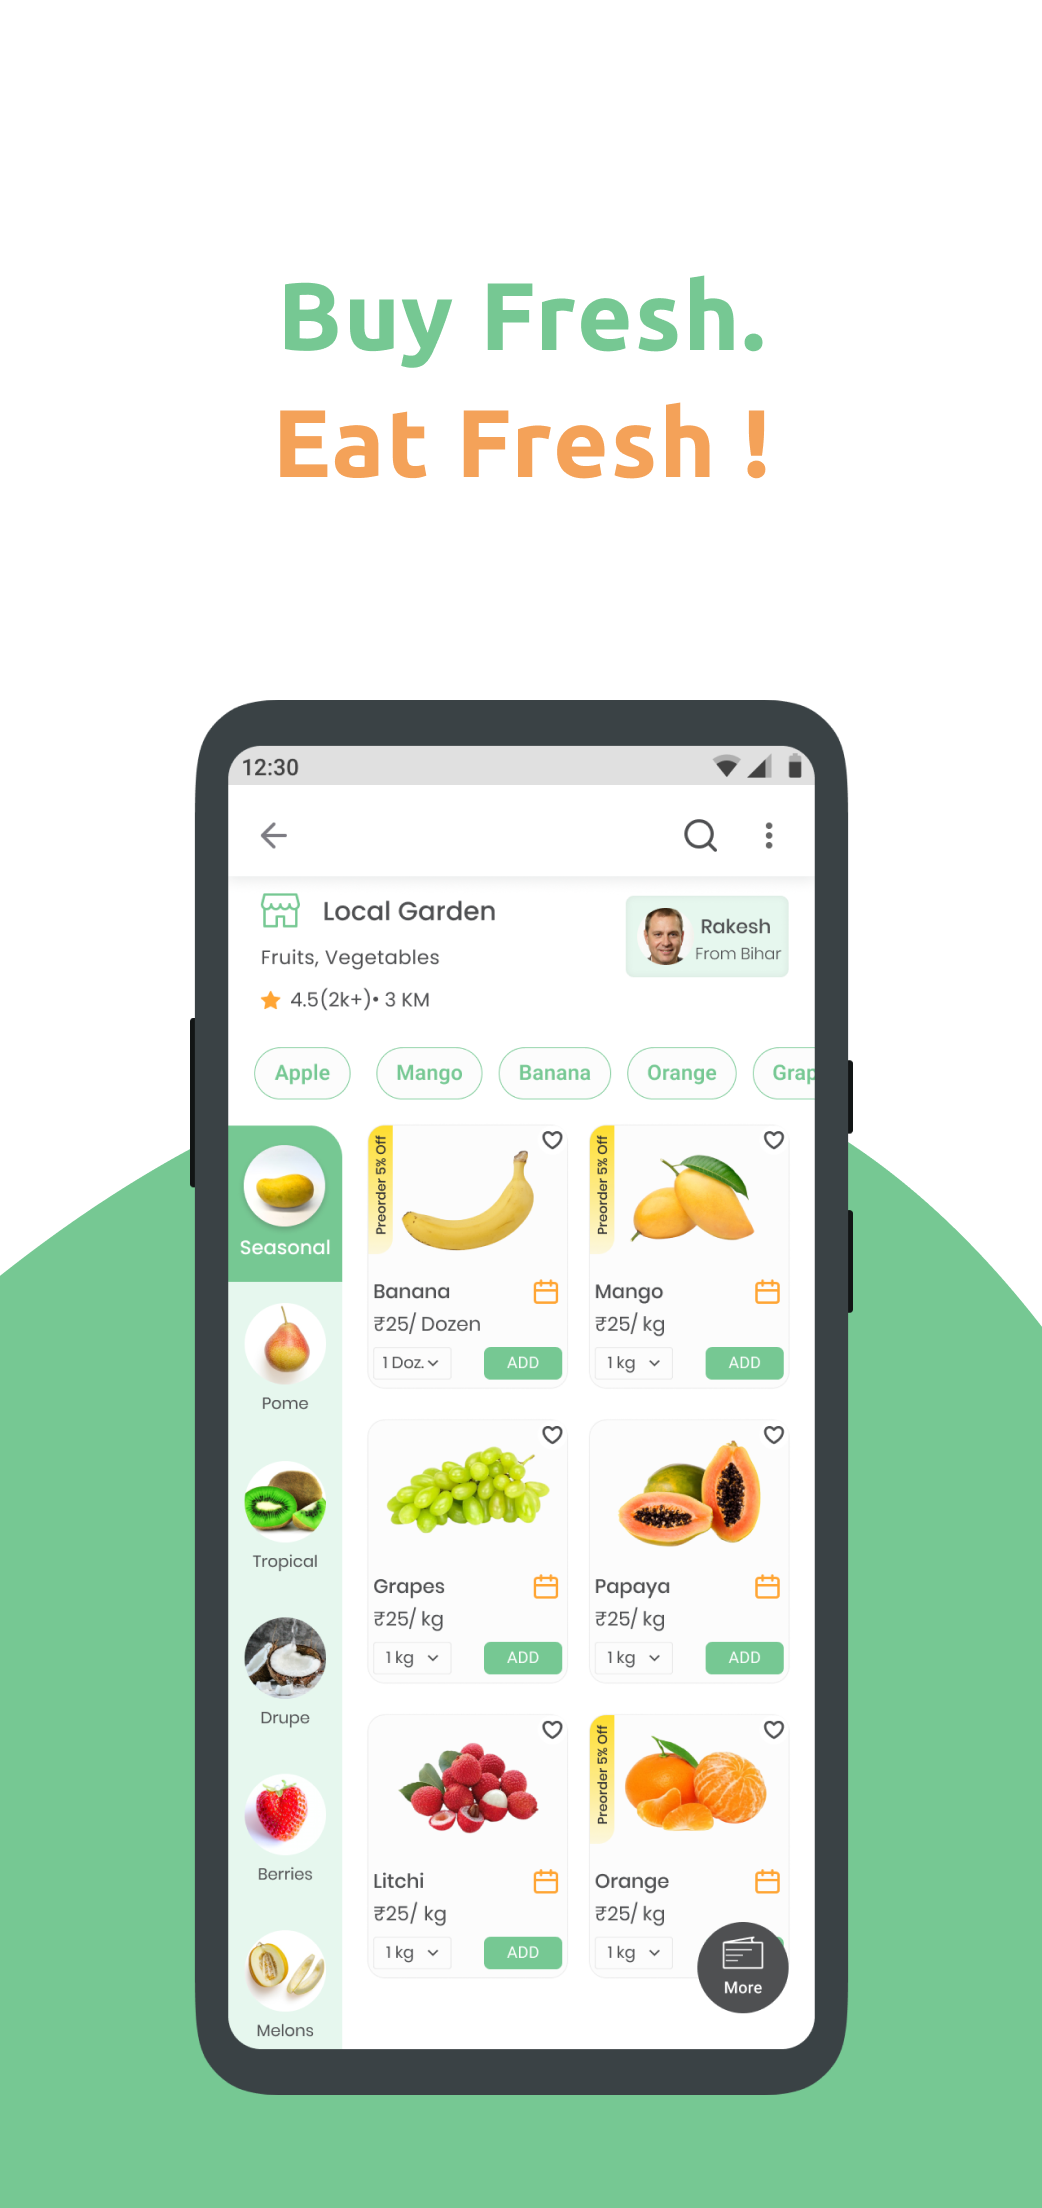 Buy Fresh.
Eat Fresh !
12:30
Local Garden
Rakesh
From Bihar
Fruits, Vegetables
4.5(2k+)• 3 KM
Apple
Mango
Banana
Orange
Grap
Seasonal
Pome
Tropical
Drupe
Berries
Melons
Preorder 5% Off
Banana
₹25/ Dozen
1 Doz.
ADD
Preorder 5% Off
Mango
₹25/ kg
1 kg
ADD
Grapes
₹25/ kg
1 kg
ADD
Papaya
₹25/ kg
1 kg
ADD
Litchi
₹25/ kg
1 kg
ADD
Preorder 5% Off
Orange
₹25/ kg
1 kg
More